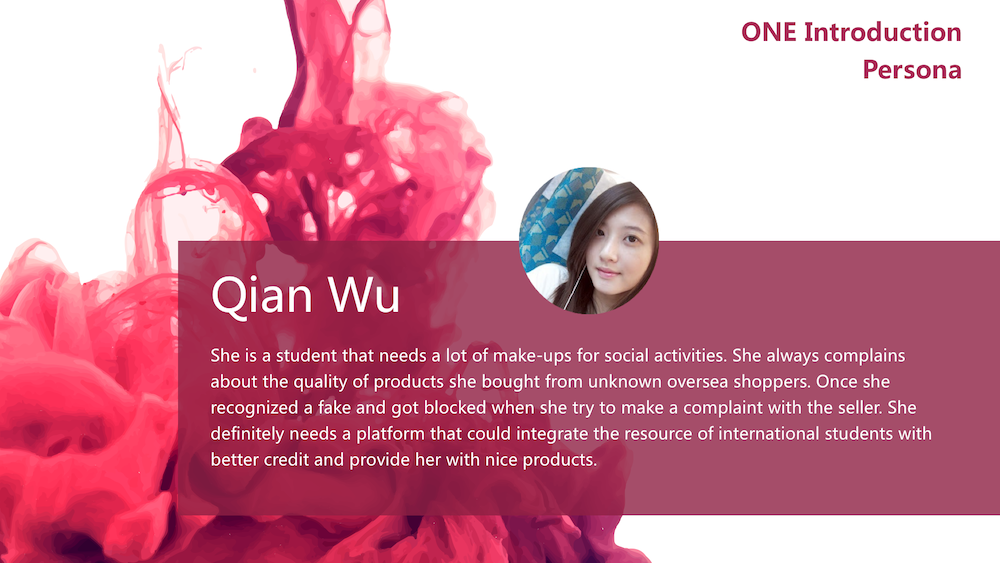 ONE Introduction
Persona
Qian Wu
She is a student that needs a lot of make-ups for social activities. She always complains
about the quality of products she bought from unknown oversea shoppers. Once she
recognized a fake and got blocked when she try to make a complaint with the seller. She
definitely needs a platform that could integrate the resource of international students with
better credit and provide her with nice products.